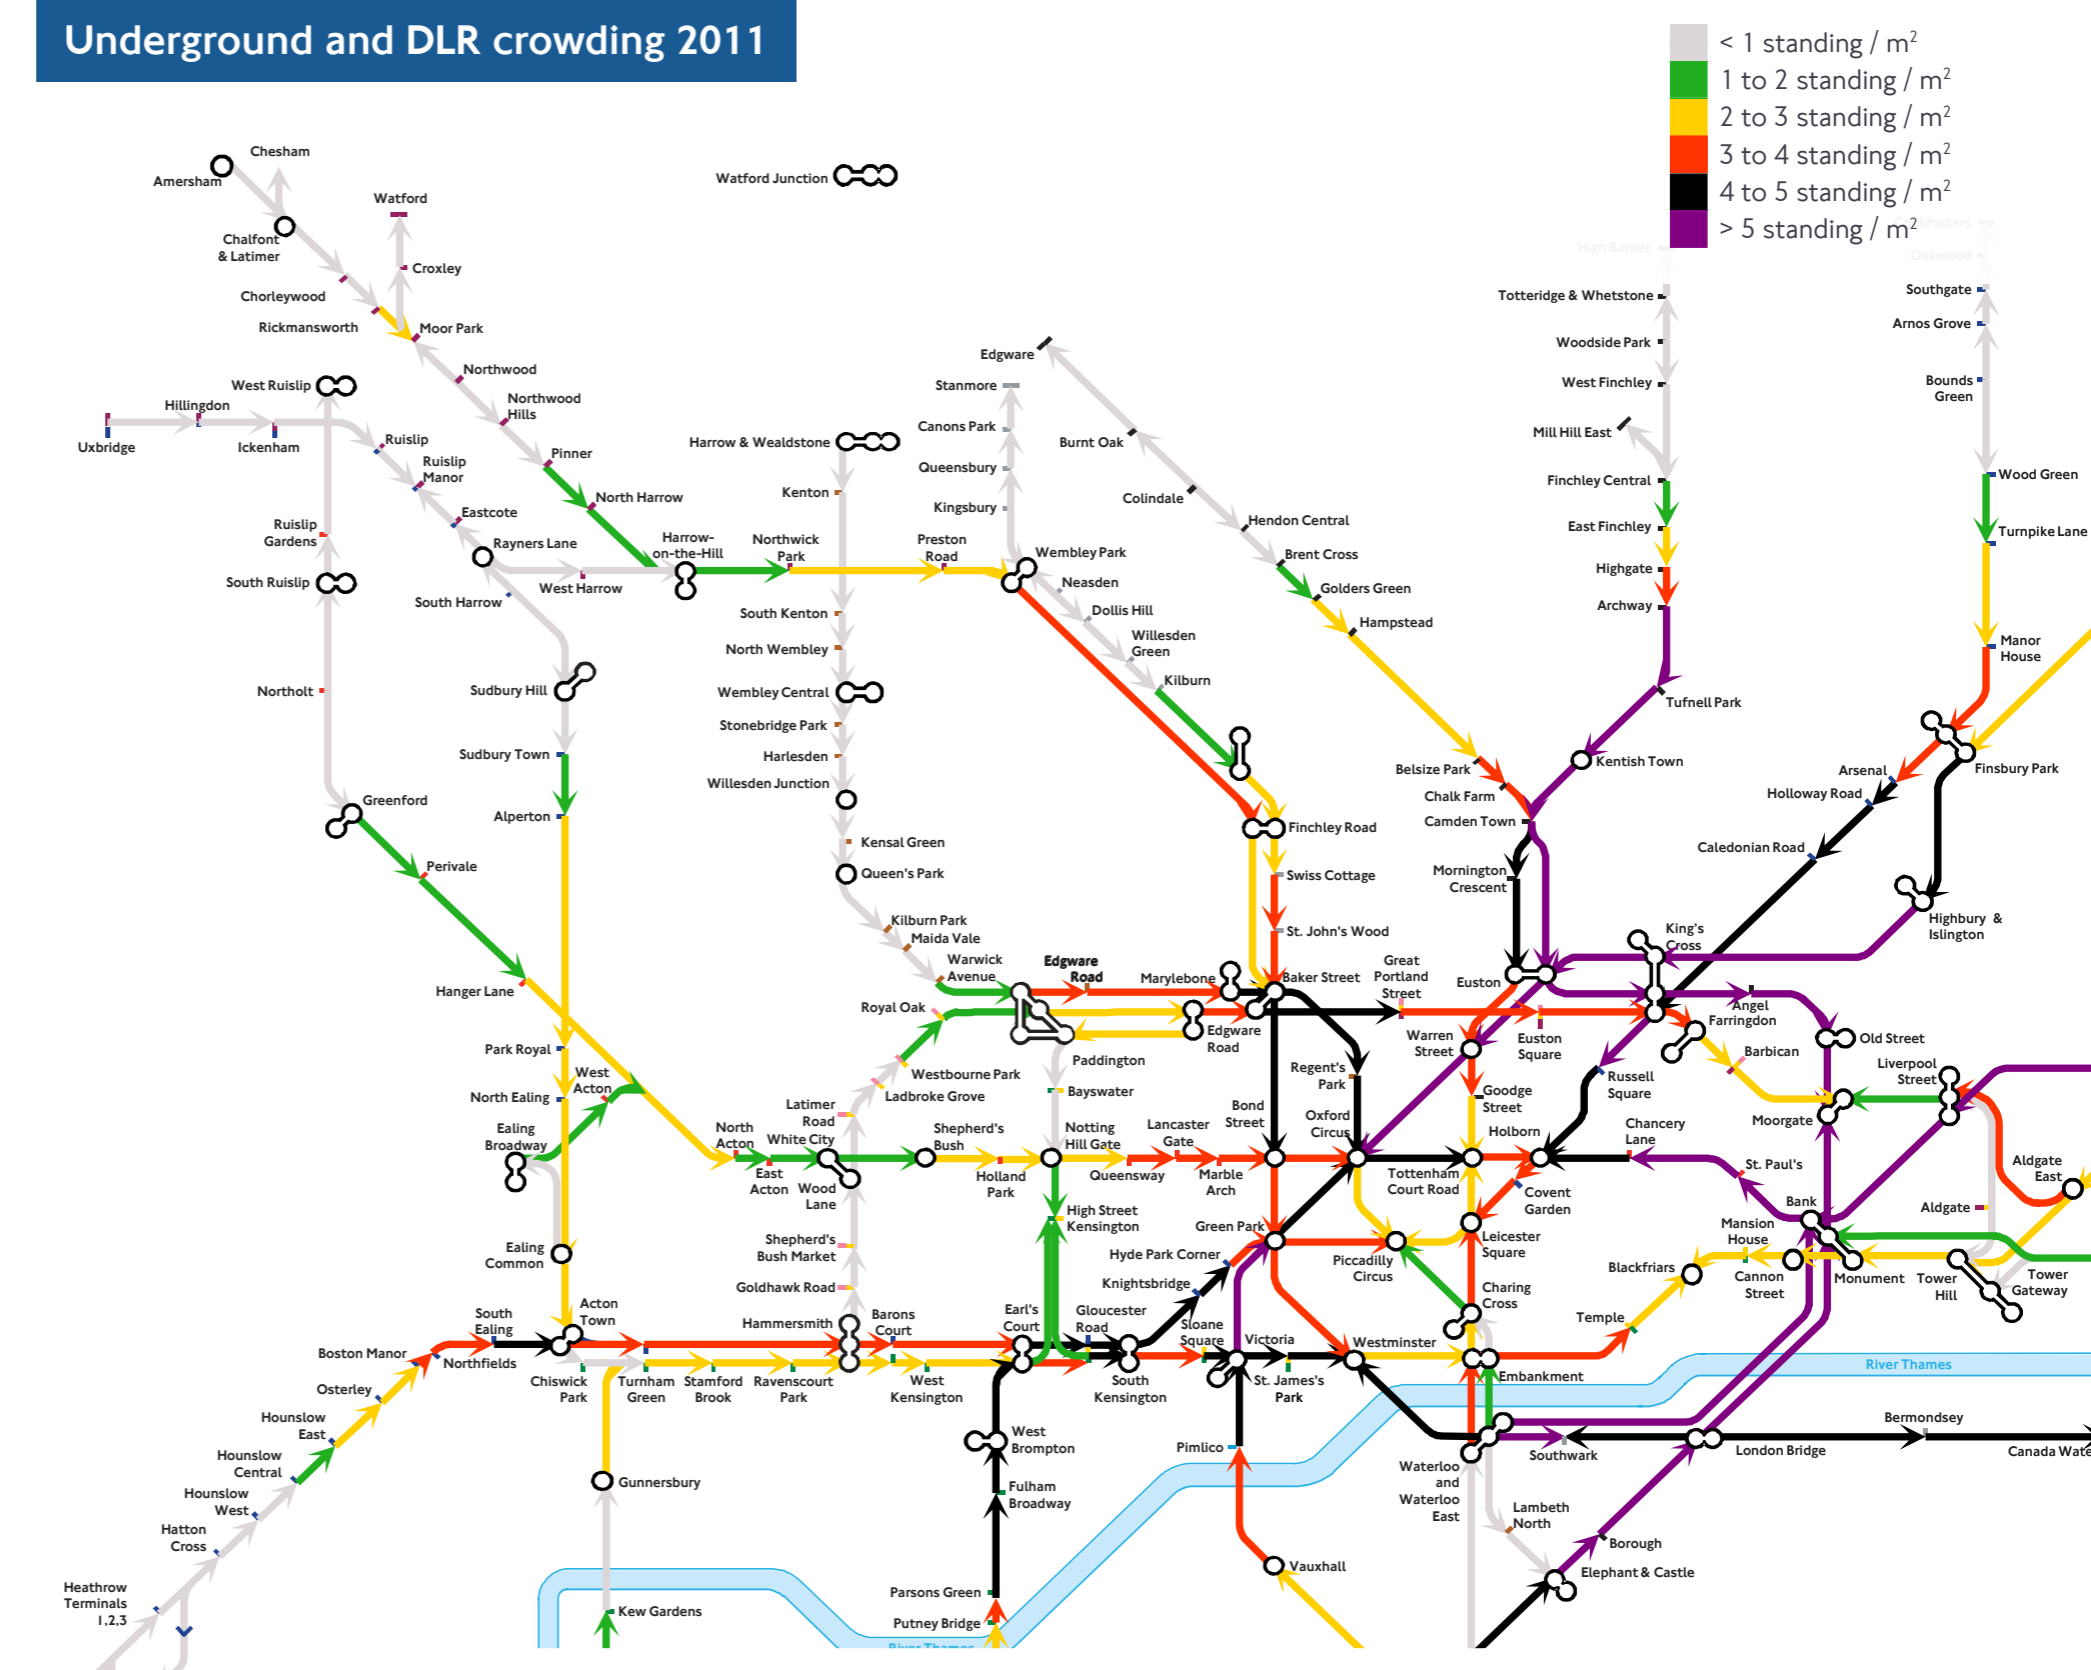 Underground and DLR crowding 2011
< 1 standing / m²
1 to 2 standing / m²
2 to 3 standing / m²
3 to 4 standing / m²
4 to 5 standing / m²
> 5 standing / m²
Chesham
Amersham
Watford Junction
Watford
Chalfont
& Latimer
Croxley
Chorleywood
Rickmansworth
Moor Park
High Barnet
Oakwood
Totteridge & Whetstone
Southgate
Woodside Park
Arnos Grove
West Finchley
Bounds
Green
Mill Hill East
Finchley Central
Wood Green
East Finchley
Turnpike Lane
Highgate
Archway
Manor
House
Tufnell Park
Kentish Town
Finsbury Park
Arsenal
Holloway Road
Caledonian Road
Highbury &
Islington
Edgware
Stanmore
Canons Park
Burnt Oak
Queensbury
Colindale
Kingsbury
Hendon Central
Brent Cross
Golders Green
Hampstead
Belsize Park
Chalk Farm
Camden Town
Mornington
Crescent
Wembley Park
Neasden
Dollis Hill
Willesden
Green
Kilburn
Finchley Road
Swiss Cottage
St. John's Wood
Northwood
Northwood
Hills
Pinner
North Harrow
Harrow-
on-the-Hill
Northwick
Park
Preston
Road
West Ruislip
Hillingdon
Uxbridge
Ickenham
Ruislip
Ruislip
Manor
Eastcote
Rayners Lane
West Harrow
South Harrow
Ruislip
Gardens
South Ruislip
Northolt
Greenford
Perivale
Hanger Lane
Sudbury Hill
Sudbury Town
Alperton
Park Royal
North Ealing
West
Acton
Ealing
Broadway
Ealing
Common
Harrow & Wealdstone
Kenton
South Kenton
North Wembley
Wembley Central
Stonebridge Park
Harlesden
Willesden Junction
Kensal Green
Queen's Park
Kilburn Park
Maida Vale
Warwick
Avenue
Edgware
Road
Marylebone
Baker Street
Great
Portland
Street
Euston
King's
Cross
Royal Oak
Paddington
Edgware
Road
Regent's
Park
Warren
Street
Euston
Square
Angel
Farringdon
Barbican
Old Street
Liverpool
Street
Moorgate
Westbourne Park
Ladbroke Grove
Latimer
Road
Bayswater
Goodge
Street
Russell
Square
North
Acton
East
Acton
White City
Wood
Lane
Shepherd's
Bush
Holland
Park
Notting
Hill Gate
Queensway
Lancaster
Gate
Marble
Arch
Bond
Street
Oxford
Circus
Tottenham
Court Road
Holborn
Chancery
Lane
St. Paul's
Bank
Aldgate
East
Aldgate
High Street
Kensington
Covent
Garden
Leicester
Square
Green Park
Hyde Park Corner
Knightsbridge
Piccadilly
Circus
Charing
Cross
Mansion
House
Blackfriars
Cannon
Street
Monument
Tower
Hill
Tower
Gateway
Temple
Shepherd's
Bush Market
Goldhawk Road
Hammersmith
Barons
Court
Earl's
Court
Gloucester
Road
Sloane
Square
Victoria
Westminster
Embankment
River Thames
Acton
Town
South
Ealing
Northfields
Boston Manor
Osterley
Hounslow
East
Hounslow
Central
Hounslow
West
Hatton
Cross
Heathrow
Terminals
1,2,3
Chiswick
Park
Turnham
Green
Stamford
Brook
Ravenscourt
Park
West
Kensington
South
Kensington
St. James's
Park
Gunnersbury
Kew Gardens
West
Brompton
Fulham
Broadway
Parsons Green
Putney Bridge
River Thames
Pimlico
Vauxhall
Waterloo
and
Waterloo
East
Southwark
London Bridge
Bermondsey
Canada Wate
Lambeth
North
Borough
Elephant & Castle